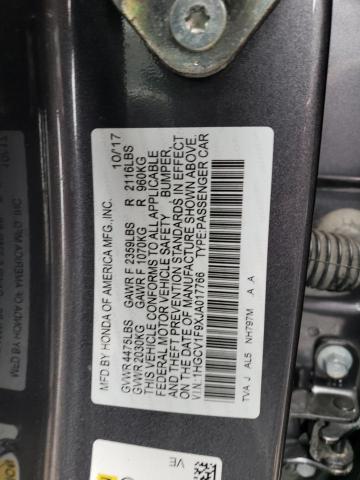 MFD. BY HONDA OF AMERICA MFG.,INC. 10/17
GVWR 4475LBS GAWR F 2359LBS R 2116LBS
GVWR 2030KG GAWR F 1070KG R 960KG
THIS VEHICLE CONFORMS TO ALL APPLICABLE
FEDERAL MOTOR VEHICLE SAFETY, BUMPER,
AND THEFT PREVENTION STANDARDS IN EFFECT
ON THE DATE OF MANUFACTURE SHOWN ABOVE.
V.I.N.:1HGCV1F9XJA017766 TYPE:PASSENGER CAR
TVA J AL5 NH797M .A .A
VE